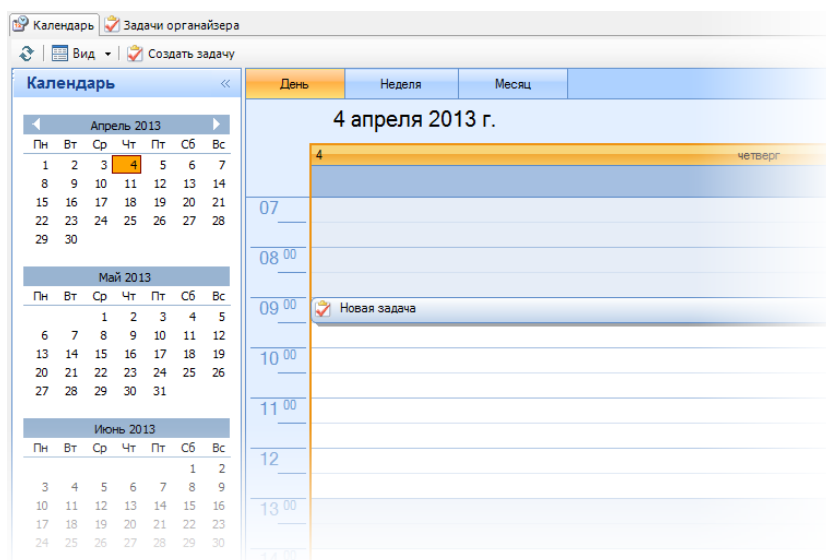 Календарь Задачи органайзера
Вид Создать задачу
Календарь «
Апрель 2013
Пн Вт Ср Чт Пт Сб Вс
1 2 3 4 5 6 7
8 9 10 11 12 13 14
15 16 17 18 19 20 21
22 23 24 25 26 27 28
29 30
Май 2013
Пн Вт Ср Чт Пт Сб Вс
1 2 3 4 5
6 7 8 9 10 11 12
13 14 15 16 17 18 19
20 21 22 23 24 25 26
27 28 29 30 31
Июнь 2013
Пн Вт Ср Чт Пт Сб Вс
1 2
3 4 5 6 7 8 9
10 11 12 13 14 15 16
17 18 19 20 21 22 23
24 25 26 27 28 29 30
День Неделя Месяц
4 апреля 2013 г.
4 четверг
07
08 00
09 00 Новая задача
10 00
11 00
12
13 00
14 00